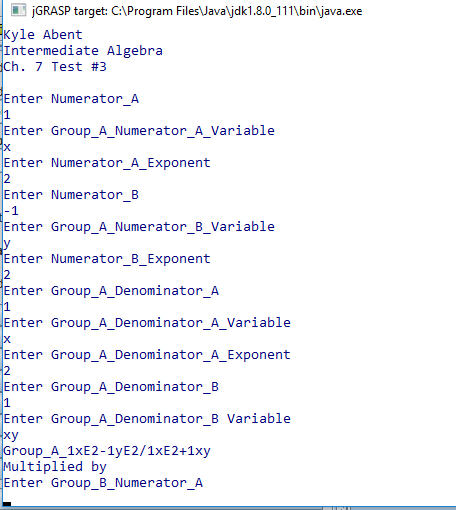 jGRASP target: C:\Program Files\Java\jdk1.8.0_111\bin\java.exe
Kyle Abent
Intermediate Algebra
Ch. 7 Test #3
Enter Numerator_A
1
Enter Group_A_Numerator_A_Variable
x
Enter Numerator_A_Exponent
2
Enter Numerator_B
-1
Enter Group_A_Numerator_B_Variable
y
Enter Numerator_B_Exponent
2
Enter Group_A_Denominator_A
1
Enter Group_A_Denominator_A_Variable
x
Enter Group_A_Denominator_A_Exponent
2
Enter Group_A_Denominator_B
1
Enter Group_A_Denominator_B Variable
xy
Group_A_1xE2-1yE2/1xE2+1xy
Multiplied by
Enter Group_B_Numerator_A